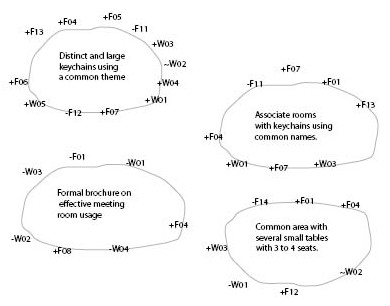 +F05
+F04
-F11
+F13
+W03
Distinct and large
keychains using
a common theme
~W02
+F06
+W04
+W05
+W01
-F12
+F07
+F07
-F11
+F01
+F13
Associate rooms
with keychains using
common names.
+F04
+W01
+F07
+W03
-F01
-W01
-W03
Formal brochure on
effective meeting
room usage
+F04
-W02
+F08
-W04
-F14
+F01
+F04
Common area with
several small tables
with 3 to 4 seats.
+W03
~W02
-W01
+F12